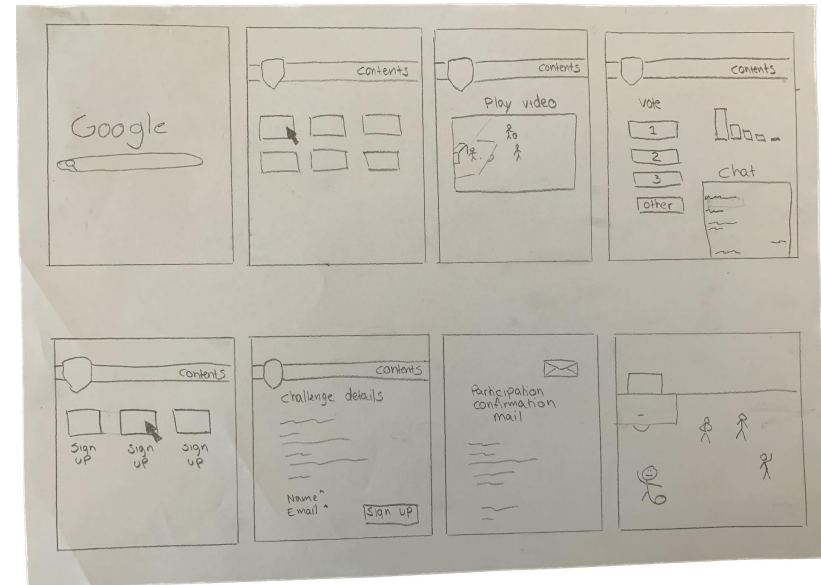 Google
Contents
Contents
Play video
Contents
Vote
1
2
3
Other
Chat
Contents
Sign
up
Sign
up
Sign
up
Contents
Challenge details
Name*
Email *
Sign up
Participation
confirmation
mail